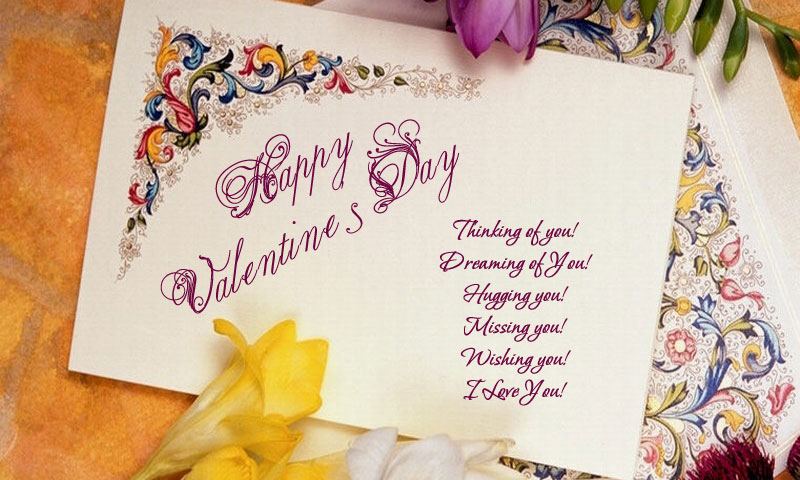 Happy Day
Valentine s
Thinking of you!
Dreaming of You!
Hugging you!
Missing you!
Wishing you!
I Love You!